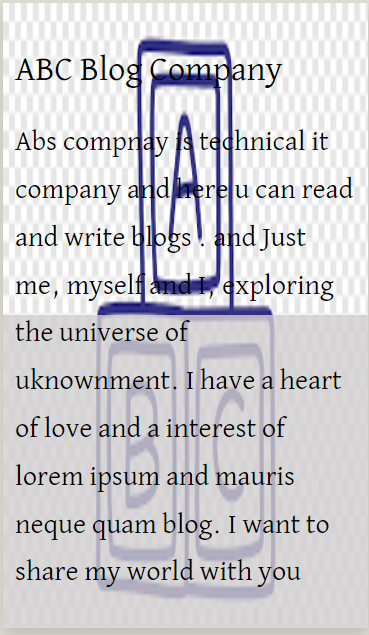 ABC Blog Company
Abs compnay is technical it
company and here u can read
and write blogs . and Just
me, myself and I, exploring
the universe of
uknownment. I have a heart
of love and a interest of
lorem ipsum and mauris
neque quam blog. I want to
share my world with you
A
B C